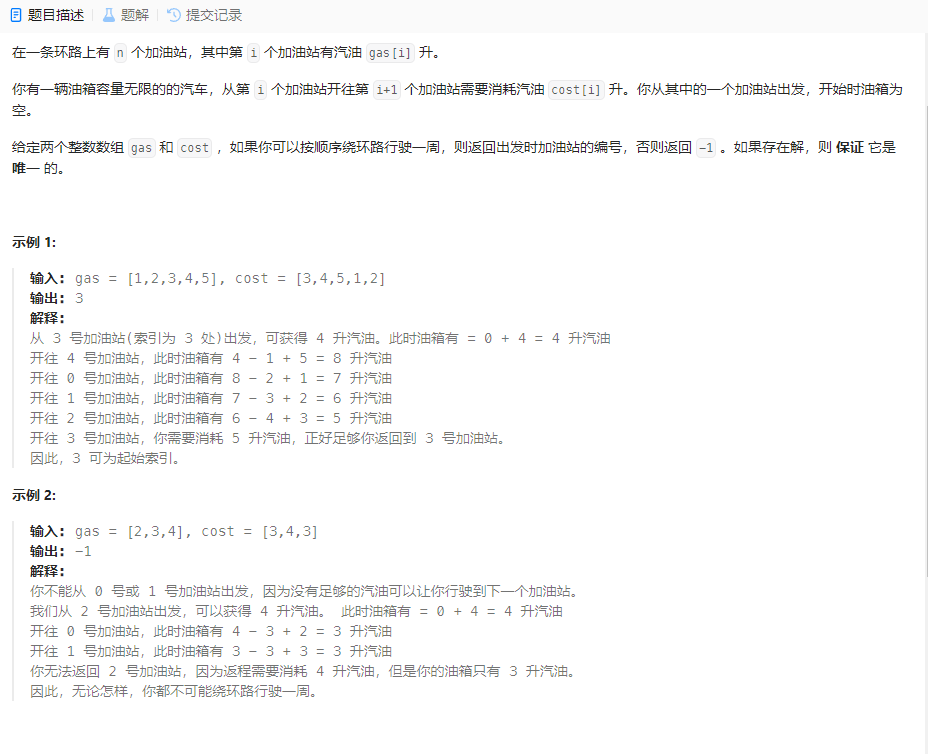 题目描述 题解 提交记录
在一条环路上有 n 个加油站，其中第 i 个加油站有汽油 gas[i] 升。
你有一辆油箱容量无限的的汽车，从第 i 个加油站开往第 i+1 个加油站需要消耗汽油 cost[i] 升。你从其中的一个加油站出发，开始时油箱为
空。
给定两个整数数组 gas 和 cost ，如果你可以按顺序绕环路行驶一周，则返回出发时加油站的编号，否则返回 -1 。如果存在解，则 保证 它是
唯一 的。
示例 1:
输入: gas = [1,2,3,4,5], cost = [3,4,5,1,2]
输出: 3
解释:
从 3 号加油站(索引为 3 处)出发，可获得 4 升汽油。此时油箱有 = 0 + 4 = 4 升汽油
开往 4 号加油站，此时油箱有 4 - 1 + 5 = 8 升汽油
开往 0 号加油站，此时油箱有 8 - 2 + 1 = 7 升汽油
开往 1 号加油站，此时油箱有 7 - 3 + 2 = 6 升汽油
开往 2 号加油站，此时油箱有 6 - 4 + 3 = 5 升汽油
开往 3 号加油站，你需要消耗 5 升汽油，正好足够你返回到 3 号加油站。
因此，3 可为起始索引。
示例 2:
输入: gas = [2,3,4], cost = [3,4,3]
输出: -1
解释:
你不能从 0 号或 1 号加油站出发，因为没有足够的汽油可以让你行驶到下一个加油站。
我们从 2 号加油站出发，可以获得 4 升汽油。 此时油箱有 = 0 + 4 = 4 升汽油
开往 0 号加油站，此时油箱有 4 - 3 + 2 = 3 升汽油
开往 1 号加油站，此时油箱有 3 - 3 + 3 = 3 升汽油
你无法返回 2 号加油站，因为返程需要消耗 4 升汽油，但是你的油箱只有 3 升汽油。
因此，无论怎样，你都不可能绕环路行驶一周。